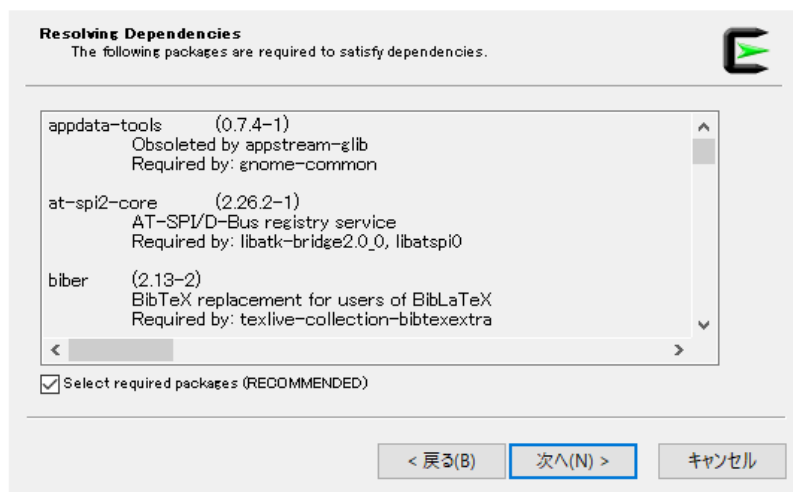 Resolving Dependencies
The following packages are required to satisfy dependencies.
appdata-tools (0.7.4-1)
Obsoleted by appstream-glib
Required by: gnome-common
at-spi2-core (2.26.2-1)
AT-SPI/D-Bus registry service
Required by: libatk-bridge2.0_0, libatspi0
biber (2.13-2)
BibTeX replacement for users of BibLaTeX
Required by: texlive-collection-bibtexextra
Select required packages (RECOMMENDED)
< 戻る(B) 次へ(N) > キャンセル